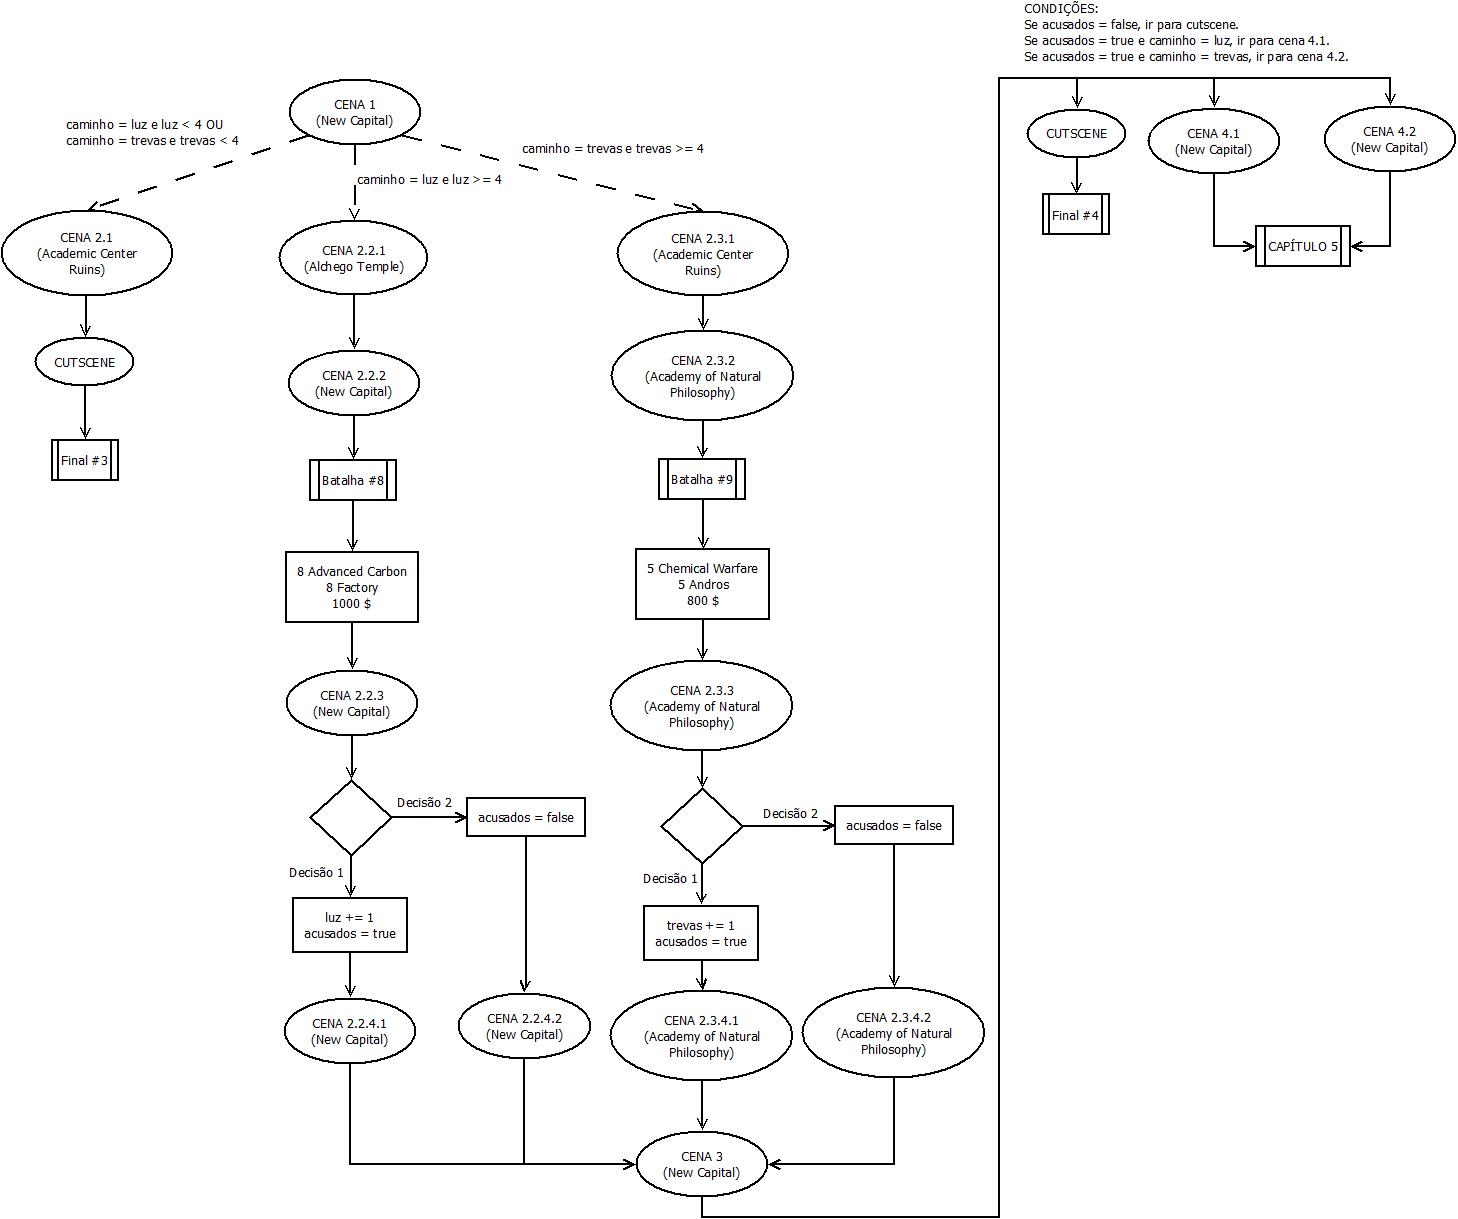 CONDIÇÕES:
Se acusados = false, ir para cutscene.
Se acusados = true e caminho = luz, ir para cena 4.1.
Se acusados = true e caminho = trevas, ir para cena 4.2.
CENA 1
(New Capital)
caminho = luz e luz < 4 OU
caminho = trevas e trevas < 4
caminho = luz e luz >= 4
caminho = trevas e trevas >= 4
CENA 2.1
(Academic Center
Ruins)
CUTSCENE
Final #3
CENA 2.2.1
(Alchego Temple)
CENA 2.2.2
(New Capital)
Batalha #8
8 Advanced Carbon
8 Factory
1000 $
CENA 2.2.3
(New Capital)
Decisão 2
acusados = false
Decisão 1
luz += 1
acusados = true
CENA 2.2.4.1
(New Capital)
CENA 2.2.4.2
(New Capital)
CENA 2.3.1
(Academic Center
Ruins)
CENA 2.3.2
(Academy of Natural
Philosophy)
Batalha #9
5 Chemical Warfare
5 Andros
800 $
CENA 2.3.3
(Academy of Natural
Philosophy)
Decisão 2
acusados = false
Decisão 1
trevas += 1
acusados = true
CENA 2.3.4.1
(Academy of Natural
Philosophy)
CENA 2.3.4.2
(Academy of Natural
Philosophy)
CENA 3
(New Capital)
CUTSCENE
Final #4
CENA 4.1
(New Capital)
CENA 4.2
(New Capital)
CAPÍTULO 5